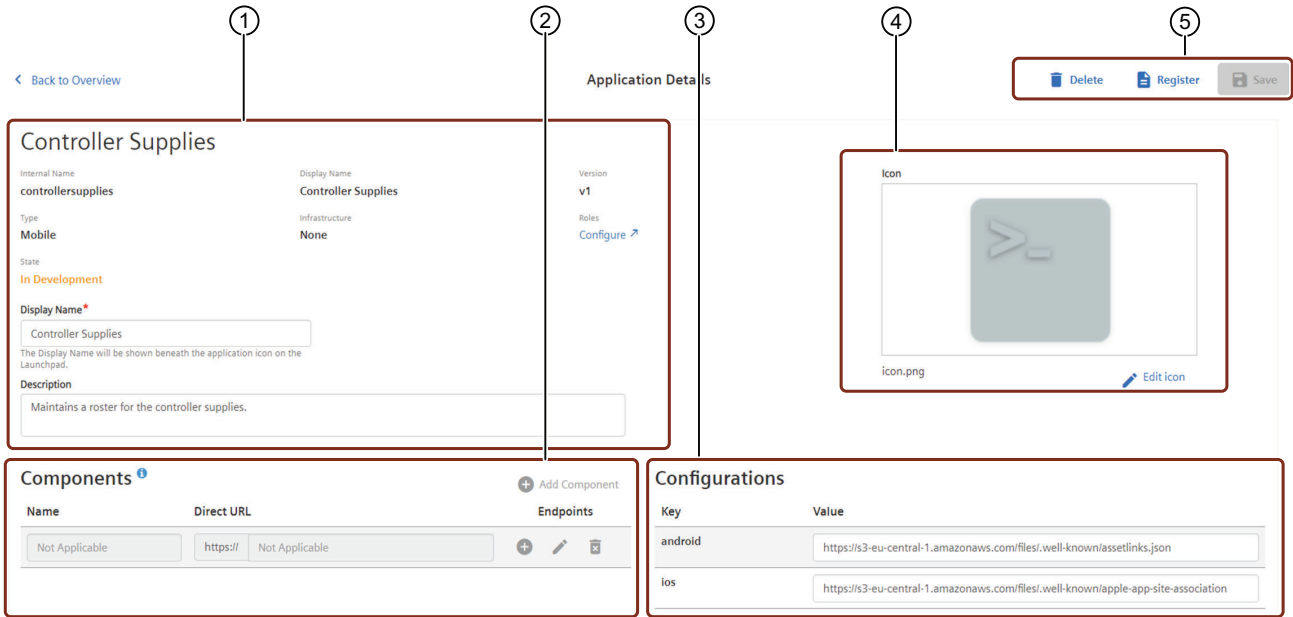 1 2 3 4 5
Back to Overview Application Details Delete Register Save
Controller Supplies
Internal Name Display Name Version
controllersupplies Controller Supplies v1
Type Infrastructure Roles
Mobile None Configure
State
In Development
Display Name*
Controller Supplies
The Display Name will be shown beneath the application icon on the
Launchpad.
Description
Maintains a roster for the controller supplies.
Icon
>_
icon.png Edit icon
Components i Add Component
Name Direct URL Endpoints
Not Applicable https:// Not Applicable
Configurations
Key Value
android https://s3-eu-central-1.amazonaws.com/files/.well-known/assetlinks.json
ios https://s3-eu-central-1.amazonaws.com/files/.well-known/apple-app-site-association